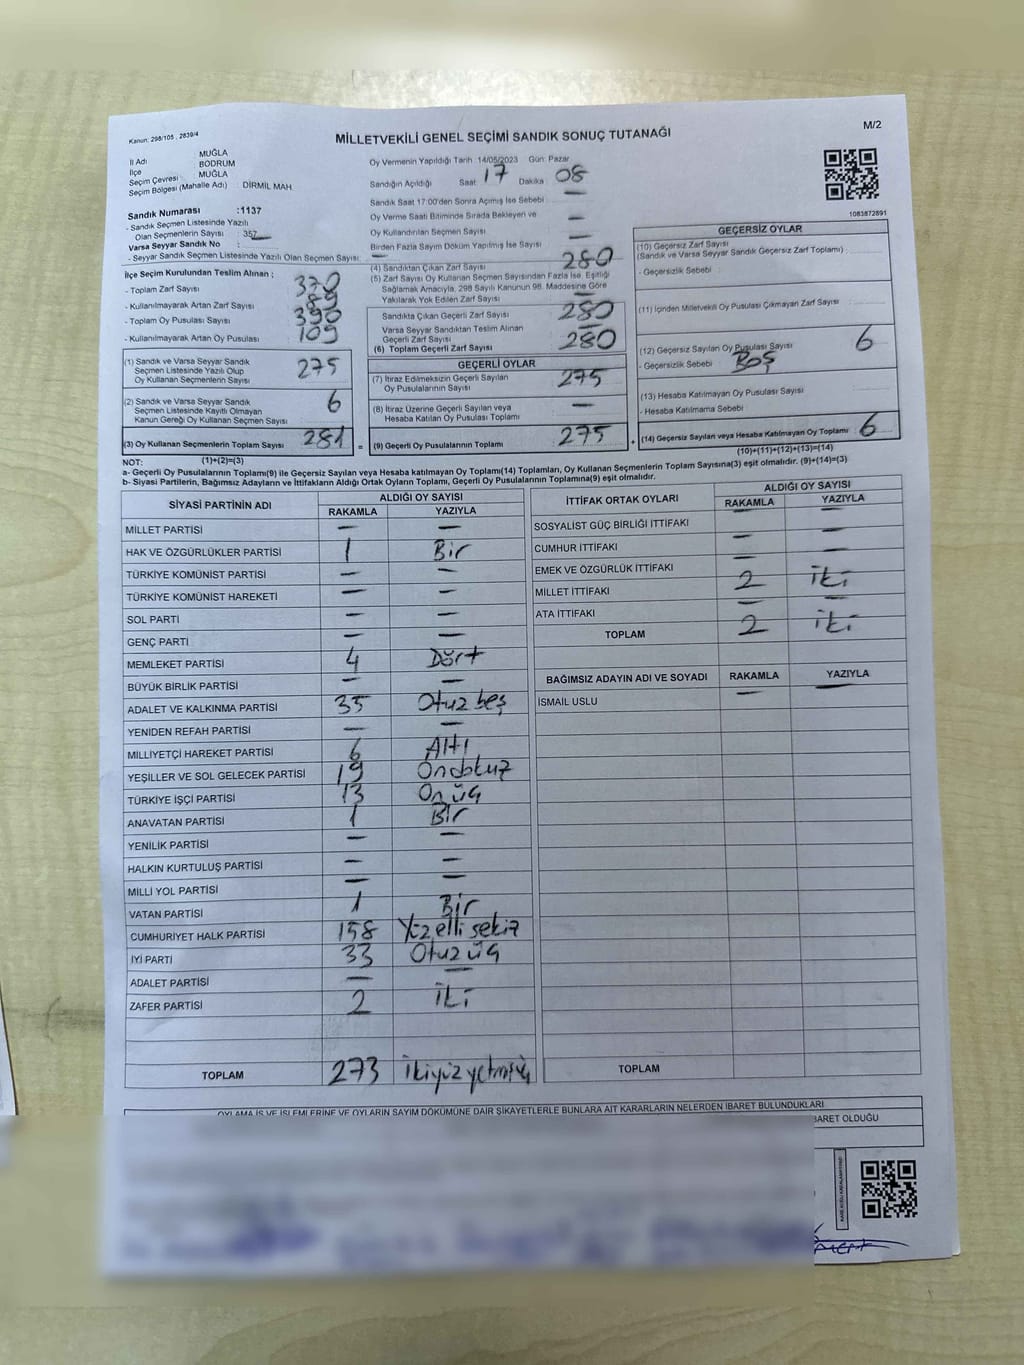 Kanun: 298/105 , 2839/4
MİLLETVEKİLİ GENEL SEÇİMİ SANDIK SONUÇ TUTANAĞI
M/2
İl Adı MUĞLA
İlçe BODRUM
Seçim Çevresi MUĞLA
Seçim Bölgesi (Mahalle Adı) DİRMİL MAH
Oy Vermenin Yapıldığı Tarih 14/05/2023 Gün: Pazar
Sandığın Açıldığı Saat 17 Dakika 08
Sandık Saat 17:00'den Sonra Açılmış İse Sebebi —
Oy Verme Saati Bitiminde Sırada Bekleyen ve
Oy Kullandırılan Seçmen Sayısı —
Birden Fazla Sayım Döküm Yapılmış İse Sayısı —
1083872891
Sandık Numarası :1137
- Sandık Seçmen Listesinde Yazılı
Olan Seçmenlerin Sayısı : 357
Varsa Seyyar Sandık No :
- Seyyar Sandık Seçmen Listesinde Yazılı Olan Seçmen Sayısı: —
İlçe Seçim Kurulundan Teslim Alınan ;
- Toplam Zarf Sayısı 370
- Kullanılmayarak Artan Zarf Sayısı 89
- Toplam Oy Pusulası Sayısı 390
- Kullanılmayarak Artan Oy Pusulası 109
(1) Sandık ve Varsa Seyyar Sandık
Seçmen Listesinde Yazılı Olup
Oy Kullanan Seçmenlerin Sayısı 275
(2) Sandık ve Varsa Seyyar Sandık
Seçmen Listesinde Kayıtlı Olmayan
Kanun Gereği Oy Kullanan Seçmen Sayısı 6
(3) Oy Kullanan Seçmenlerin Toplam Sayısı 281
(1)+(2)=(3)
(4) Sandıktan Çıkan Zarf Sayısı 280
(5) Zarf Sayısı Oy Kullanan Seçmen Sayısından Fazla İse, Eşitliği
Sağlamak Amacıyla, 298 Sayılı Kanunun 98. Maddesine Göre
Yakılarak Yok Edilen Zarf Sayısı —
Sandıkta Çıkan Geçerli Zarf Sayısı 280
Varsa Seyyar Sandıktan Teslim Alınan
Geçerli Zarf Sayısı —
(6) Toplam Geçerli Zarf Sayısı 280
GEÇERLİ OYLAR
(7) İtiraz Edilmeksizin Geçerli Sayılan
Oy Pusulalarının Sayısı 275
(8) İtiraz Üzerine Geçerli Sayılan veya
Hesaba Katılan Oy Pusulası Toplamı —
= (9) Geçerli Oy Pusulalarının Toplamı 275 +
GEÇERSİZ OYLAR
(10) Geçersiz Zarf Sayısı
(Sandık ve Varsa Seyyar Sandık Geçersiz Zarf Toplamı)
- Geçersizlik Sebebi :
(11) İçinden Milletvekili Oy Pusulası Çıkmayan Zarf Sayısı
(12) Geçersiz Sayılan Oy Pusulası Sayısı 6
- Geçersizlik Sebebi Boş
(13) Hesaba Katılmayan Oy Pusulası Sayısı
- Hesaba Katılmama Sebebi
(14) Geçersiz Sayılan veya Hesaba Katılmayan Oy Pusulası Toplamı 6
(10)+(11)+(12)+(13)=(14)
NOT:
a- Geçerli Oy Pusulalarının Toplamı(9) ile Geçersiz Sayılan veya Hesaba katılmayan Oy Toplamı(14) Toplamları, Oy Kullanan Seçmenlerin Toplam Sayısına(3) eşit olmalıdır. (9)+(14)=(3)
b- Siyasi Partilerin, Bağımsız Adayların ve İttifakların Aldığı Ortak Oyların Toplamı, Geçerli Oy Pusulalarının Toplamına(9) eşit olmalıdır.
SİYASİ PARTİNİN ADI ALDIĞI OY SAYISI
RAKAMLA YAZIYLA
MİLLET PARTİSİ — —
HAK VE ÖZGÜRLÜKLER PARTİSİ 1 Bir
TÜRKİYE KOMÜNİST PARTİSİ — —
TÜRKİYE KOMÜNİST HAREKETİ — —
SOL PARTİ — —
GENÇ PARTİ — —
MEMLEKET PARTİSİ 4 Dört
BÜYÜK BİRLİK PARTİSİ — —
ADALET VE KALKINMA PARTİSİ 35 Otuz beş
YENİDEN REFAH PARTİSİ — —
MİLLİYETÇİ HAREKET PARTİSİ 6 Altı
YEŞİLLER VE SOL GELECEK PARTİSİ 19 Ondokuz
TÜRKİYE İŞÇİ PARTİSİ 13 On üç
ANAVATAN PARTİSİ 1 Bir
YENİLİK PARTİSİ — —
HALKIN KURTULUŞ PARTİSİ — —
MİLLİ YOL PARTİSİ — —
VATAN PARTİSİ 1 Bir
CUMHURİYET HALK PARTİSİ 158 Yüz elli sekiz
İYİ PARTİ 33 Otuz üç
ADALET PARTİSİ — —
ZAFER PARTİSİ 2 İki
TOPLAM 273 İkiyüz yetmişüç
İTTİFAK ORTAK OYLARI ALDIĞI OY SAYISI
RAKAMLA YAZIYLA
SOSYALİST GÜÇ BİRLİĞİ İTTİFAKI — —
CUMHUR İTTİFAKI — —
EMEK VE ÖZGÜRLÜK İTTİFAKI — —
MİLLET İTTİFAKI 2 İki
ATA İTTİFAKI — —
TOPLAM 2 İki
BAĞIMSIZ ADAYIN ADI VE SOYADI RAKAMLA YAZIYLA
İSMAİL USLU — —
TOPLAM
OYLAMA İŞ VE İŞLEMLERİNE VE OYLARIN SAYIM DÖKÜMÜNE DAİR ŞİKAYETLERLE BUNLARA AİT KARARLARIN NELERDEN İBARET BULUNDUKLARI
BARET OLDUĞU